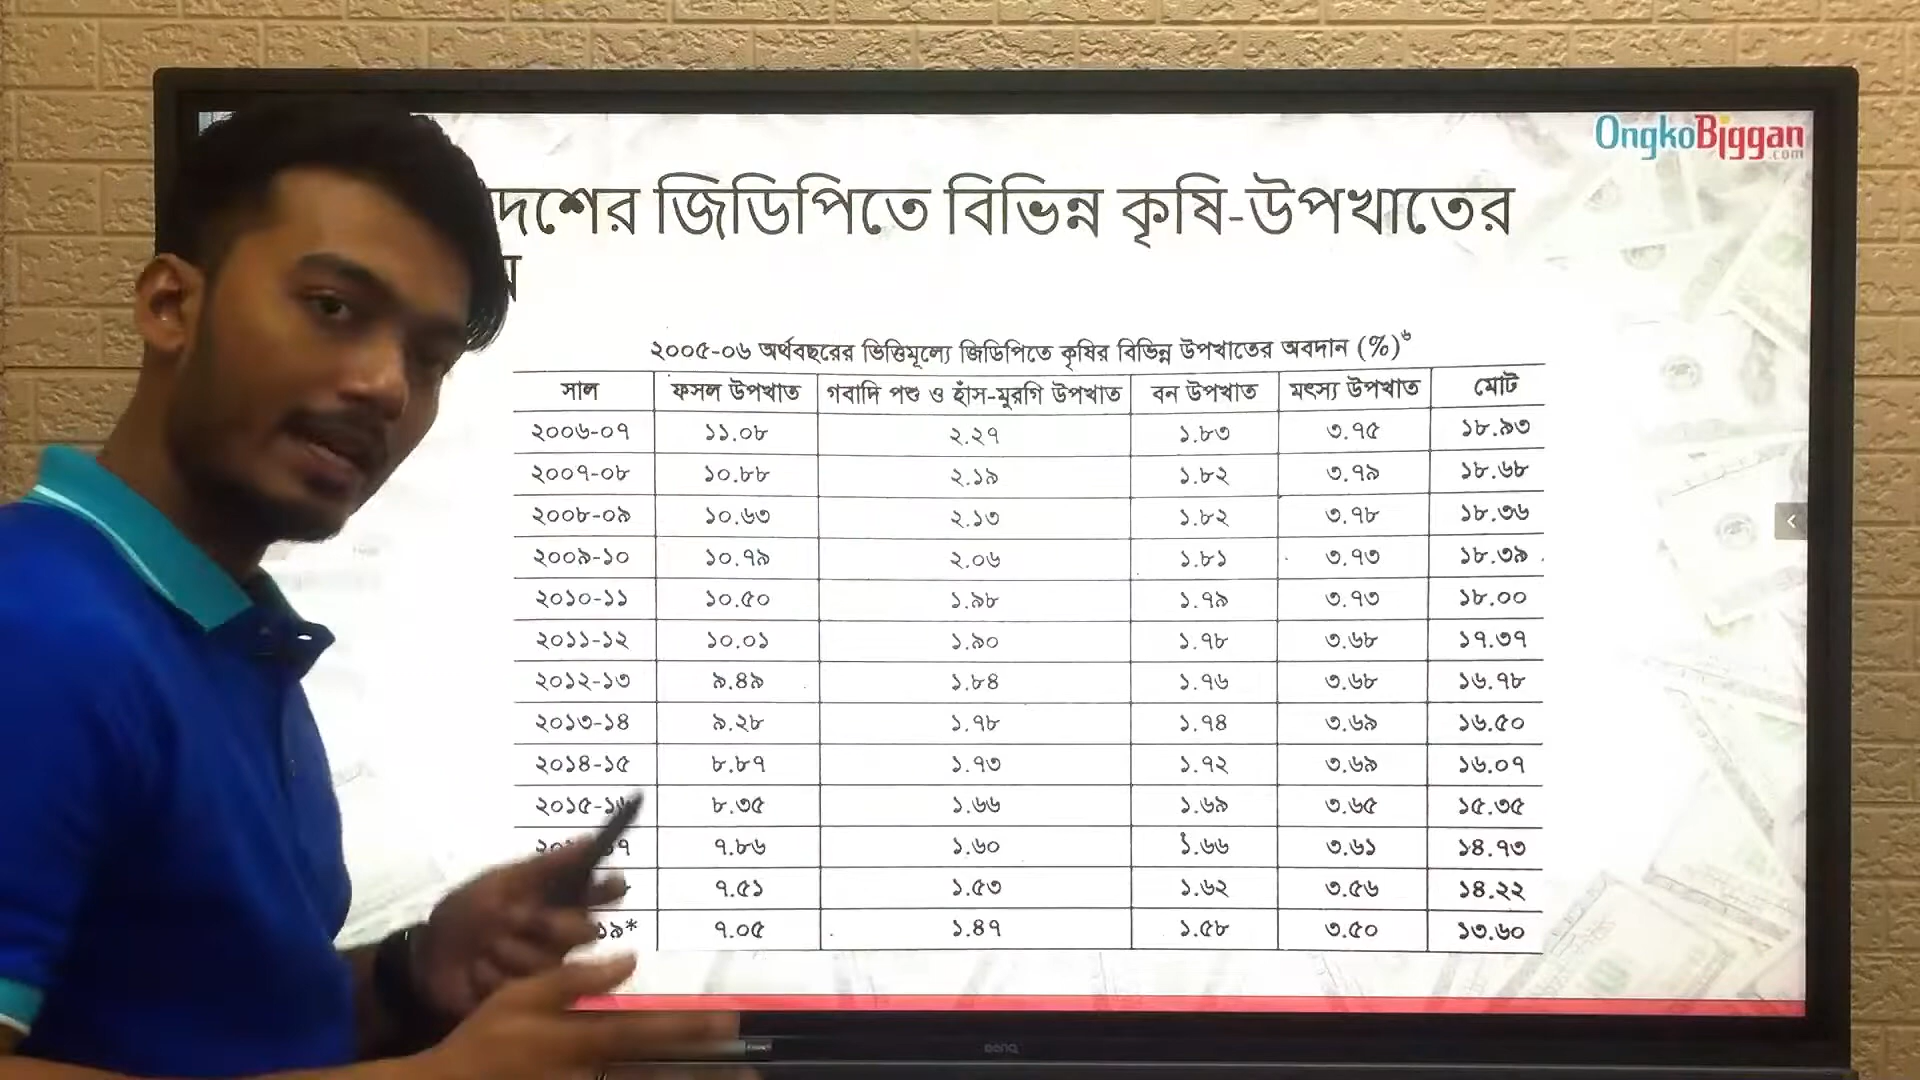 OngkoBiggan
.com
জিডিপিতে বিভিন্ন কৃষি-উপখাতের
২০০৫-০৬ অর্থবছরের ভিত্তিমূল্যে জিডিপিতে কৃষির বিভিন্ন উপখাতের অবদান (%)৬
সাল ফসল উপখাত গবাদি পশু ও হাঁস-মুরগি উপখাত বন উপখাত মৎস্য উপখাত মোট
২০০৬-০৭ ১১.০৮ ২.২৭ ১.৮৩ ৩.৭৫ ১৮.৯৩
২০০৭-০৮ ১০.৮৮ ২.১৯ ১.৮২ ৩.৭৯ ১৮.৬৮
২০০৮-০৯ ১০.৬৩ ২.১৩ ১.৮২ ৩.৭৮ ১৮.৩৬
২০০৯-১০ ১০.৭৯ ২.০৬ ১.৮১ ৩.৭৩ ১৮.৩৯
২০১০-১১ ১০.৫০ ১.৯৮ ১.৭৯ ৩.৭৩ ১৮.০০
২০১১-১২ ১০.০১ ১.৯০ ১.৭৮ ৩.৬৮ ১৭.৩৭
২০১২-১৩ ৯.৪৯ ১.৮৪ ১.৭৬ ৩.৬৮ ১৬.৭৮
২০১৩-১৪ ৯.২৮ ১.৭৮ ১.৭৪ ৩.৬৯ ১৬.৫০
২০১৪-১৫ ৮.৮৭ ১.৭৩ ১.৭২ ৩.৬৯ ১৬.০৭
২০১৫-১৬ ৮.৩৫ ১.৬৬ ১.৬৯ ৩.৬৫ ১৫.৩৫
৭.৮৬ ১.৬০ ১.৬৬ ৩.৬১ ১৪.৭৩
৭.৫১ ১.৫৩ ১.৬২ ৩.৫৬ ১৪.২২
১৯* ৭.০৫ ১.৪৭ ১.৫৮ ৩.৫০ ১৩.৬০
BenQ